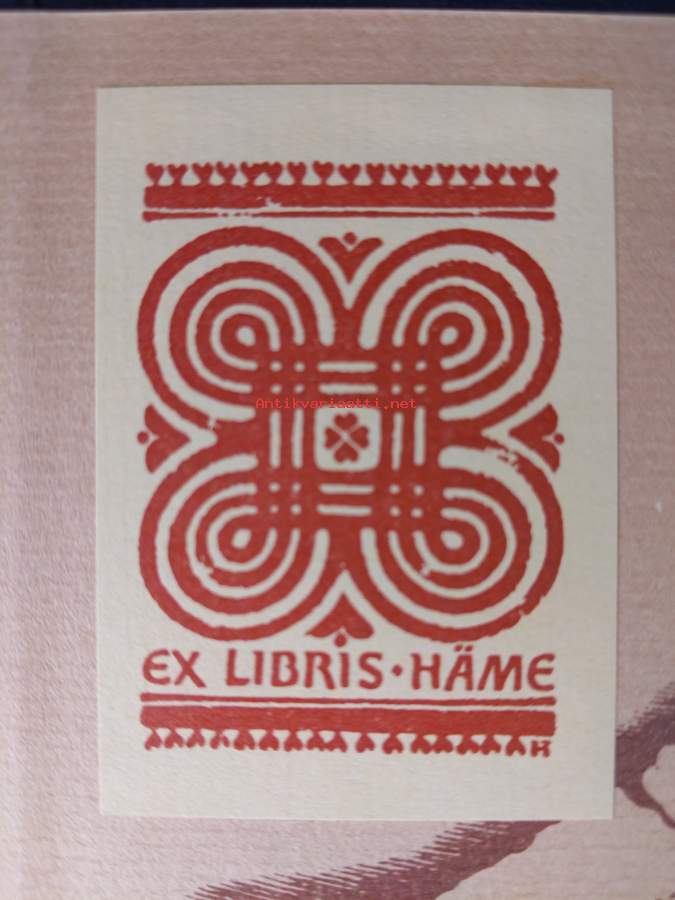 Antikvariaatti.net
EX LIBRIS • HÄME
K